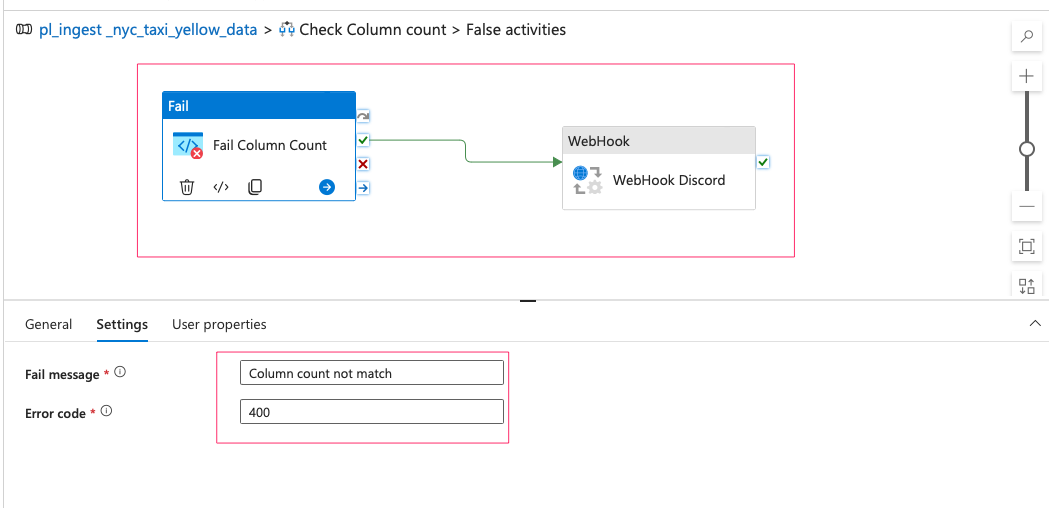 pl_ingest _nyc_taxi_yellow_data > Check Column count > False activities
Fail
Fail Column Count
WebHook
WebHook Discord
General Settings User properties
Fail message *
Column count not match
Error code *
400